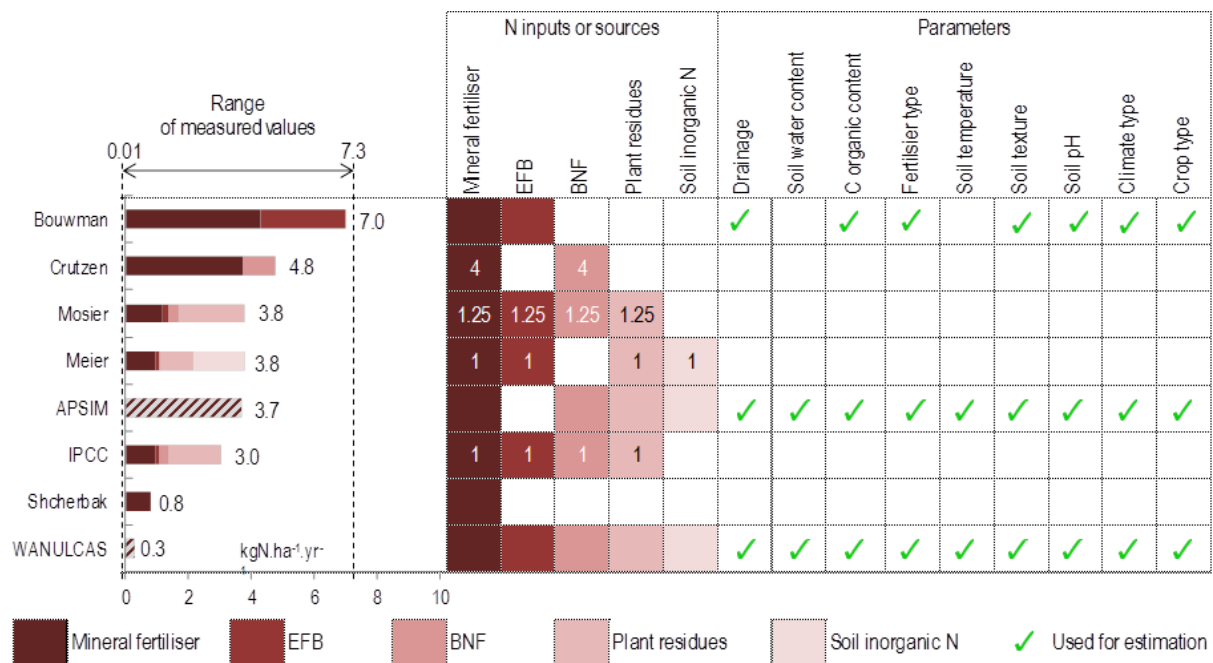 N inputs or sources
Parameters
Range
of measured values
0.01
7.3
Mineral fertiliser
EFB
BNF
Plant residues
Soil inorganic N
Drainage
Soil water content
C organic content
Fertilisier type
Soil temperature
Soil texture
Soil pH
Climate type
Crop type
Bouwman
7.0
Crutzen
4.8
4
4
Mosier
3.8
1.25
1.25
1.25
1.25
Meier
3.8
1
1
1
1
APSIM
3.7
IPCC
3.0
1
1
1
1
Shcherbak
0.8
WANULCAS
0.3
kgN.ha⁻¹.yr⁻
0
2
4
6
8
10
Mineral fertiliser
EFB
BNF
Plant residues
Soil inorganic N
✓ Used for estimation